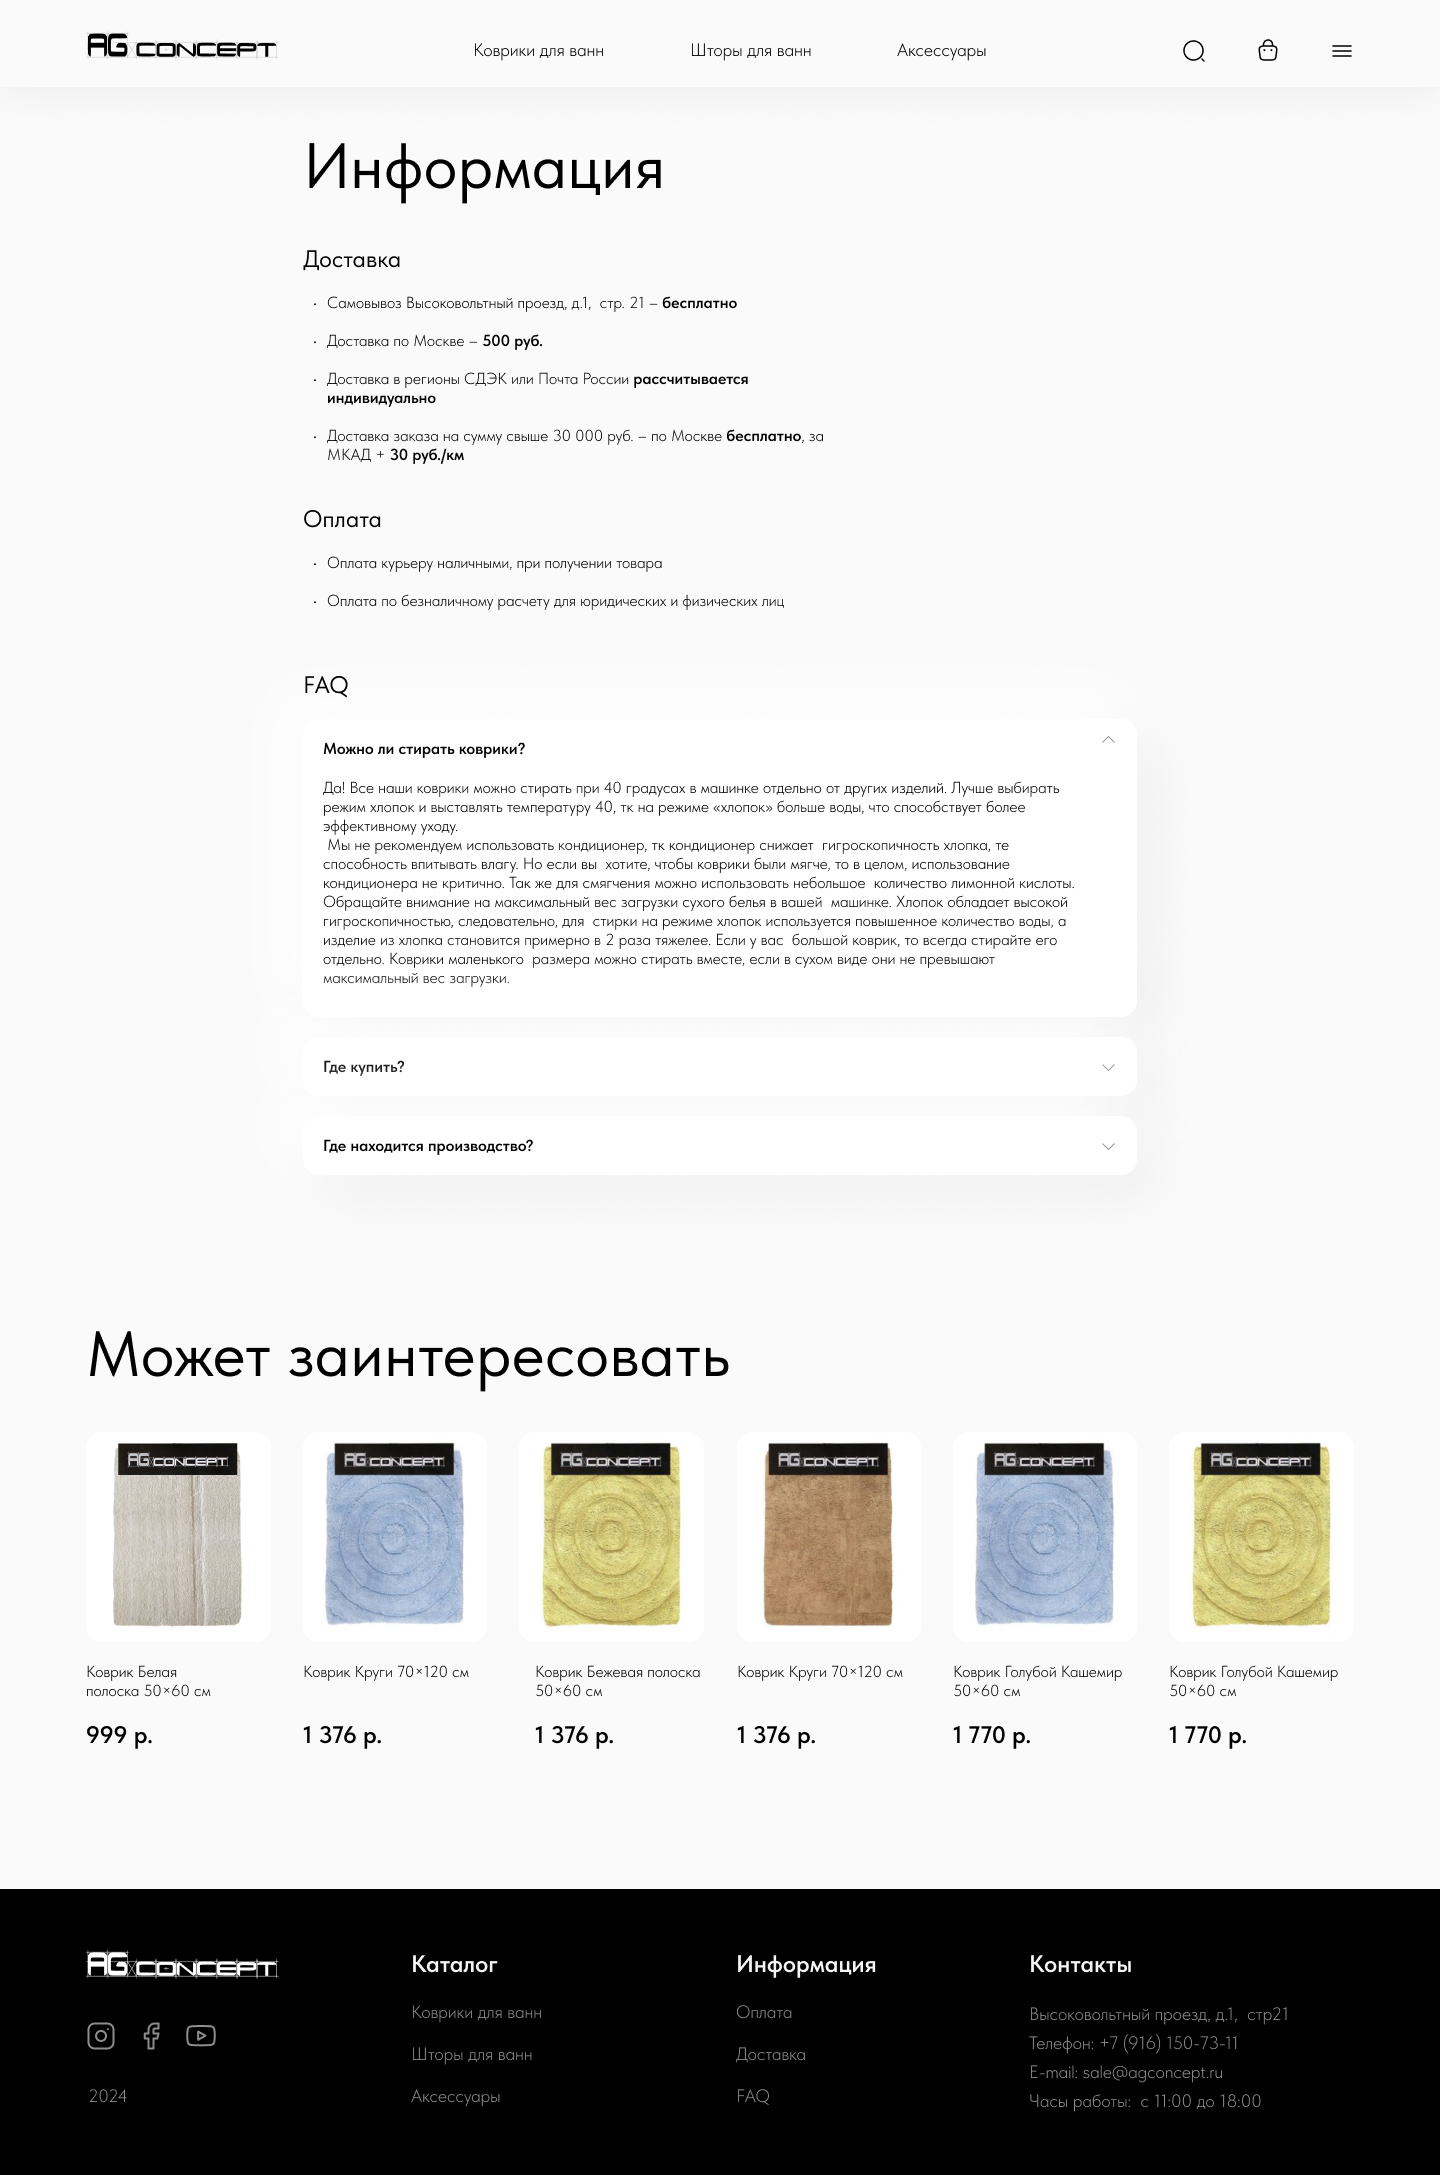 AG CONCEPT
Коврики для ванн
Шторы для ванн
Аксессуары
Информация
Доставка
• Самовывоз Высоковольтный проезд, д.1, стр. 21 – бесплатно
• Доставка по Москве – 500 руб.
• Доставка в регионы СДЭК или Почта России рассчитывается
индивидуально
• Доставка заказа на сумму свыше 30 000 руб. – по Москве бесплатно, за
МКАД + 30 руб./км
Оплата
• Оплата курьеру наличными, при получении товара
• Оплата по безналичному расчету для юридических и физических лиц
FAQ
Можно ли стирать коврики?
Да! Все наши коврики можно стирать при 40 градусах в машинке отдельно от других изделий. Лучше выбирать
режим хлопок и выставлять температуру 40, тк на режиме «хлопок» больше воды, что способствует более
эффективному уходу.
Мы не рекомендуем использовать кондиционер, тк кондиционер снижает гигроскопичность хлопка, те
способность впитывать влагу. Но если вы хотите, чтобы коврики были мягче, то в целом, использование
кондиционера не критично. Так же для смягчения можно использовать небольшое количество лимонной кислоты.
Обращайте внимание на максимальный вес загрузки сухого белья в вашей машинке. Хлопок обладает высокой
гигроскопичностью, следовательно, для стирки на режиме хлопок используется повышенное количество воды, а
изделие из хлопка становится примерно в 2 раза тяжелее. Если у вас большой коврик, то всегда стирайте его
отдельно. Коврики маленького размера можно стирать вместе, если в сухом виде они не превышают
максимальный вес загрузки.
Где купить?
Где находится производство?
Может заинтересовать
AG CONCEPT
AG CONCEPT
AG CONCEPT
AG CONCEPT
AG CONCEPT
AG CONCEPT
Коврик Белая
полоска 50×60 см
999 р.
Коврик Круги 70×120 см
1 376 р.
Коврик Бежевая полоска
50×60 см
1 376 р.
Коврик Круги 70×120 см
1 376 р.
Коврик Голубой Кашемир
50×60 см
1 770 р.
Коврик Голубой Кашемир
50×60 см
1 770 р.
AG CONCEPT
2024
Каталог
Коврики для ванн
Шторы для ванн
Аксессуары
Информация
Оплата
Доставка
FAQ
Контакты
Высоковольтный проезд, д.1, стр21
Телефон: +7 (916) 150-73-11
E-mail: sale@agconcept.ru
Часы работы: с 11:00 до 18:00